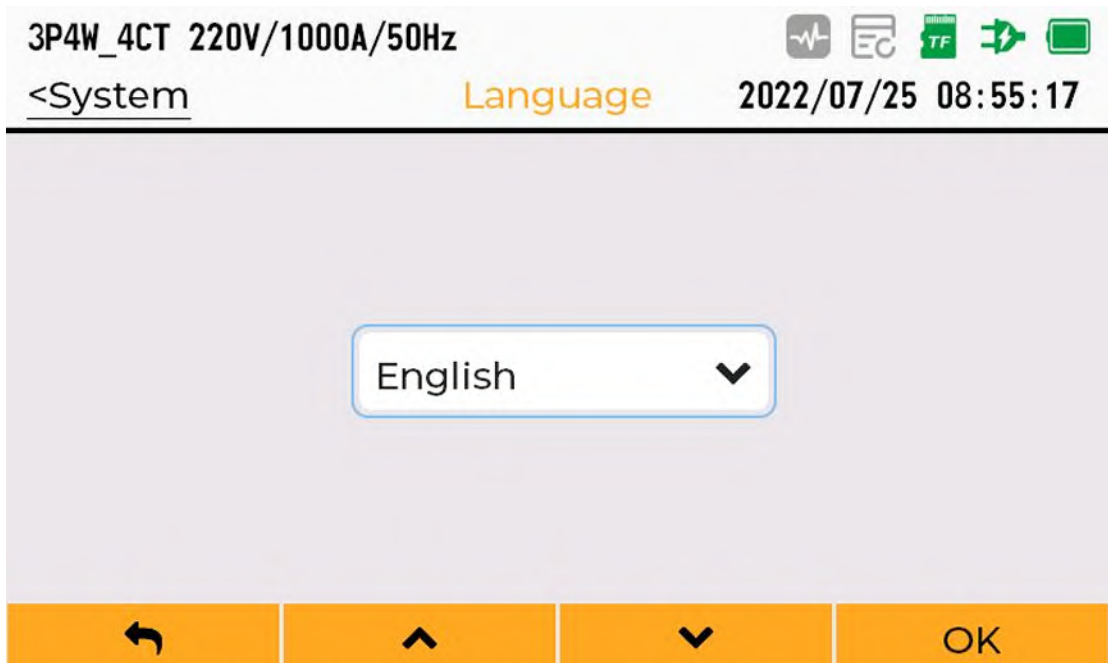 3P4W_4CT 220V/1000A/50Hz
TF
<System
Language
2022/07/25 08:55:17
English
OK